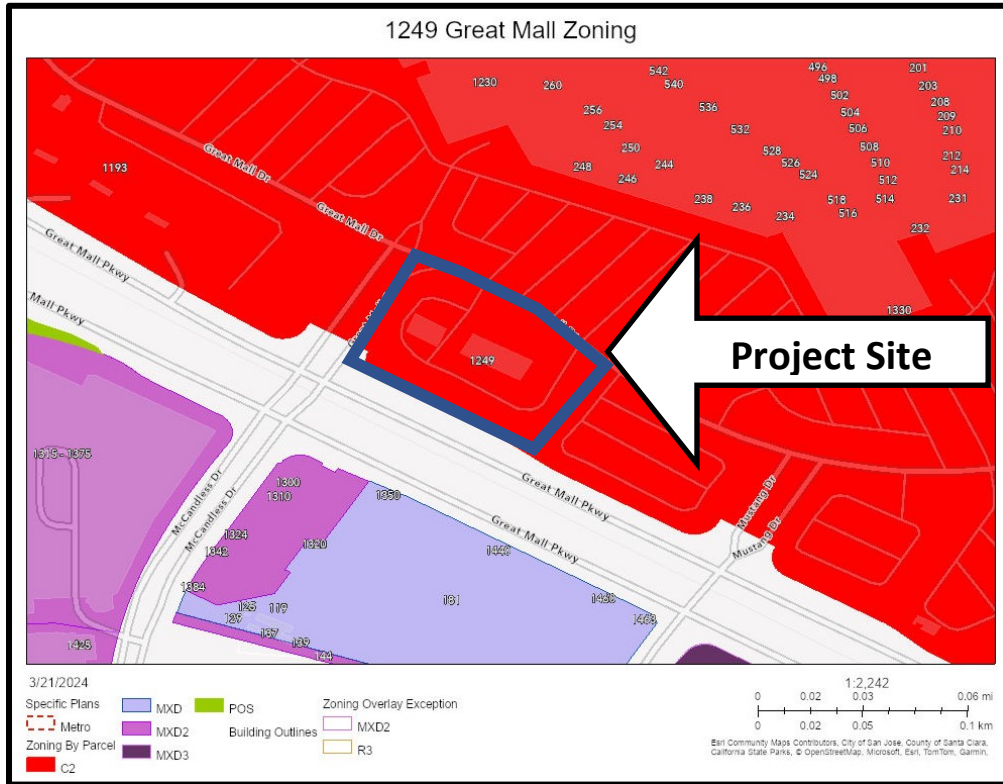 1249 Great Mall Zoning
542
496
201
1230
260
540
498
203
256
536
502
208
254
504
209
532
506
210
250
528
508
212
1193
248
244
526
510
214
246
524
512
238
518
514
231
236
234
516
232
Great Mall Dr
Great Mall Dr
Great Mall Pkwy
Mall Pkwy
1330
1249
Project Site
1315 - 1375
McCandless Dr
McCandless Dr
1300
1310
1350
Great Mall Pkwy
Great Mall Pkwy
Mustang Dr
Mustang Dr
1324
1342
1320
1440
1384
181
1460
1463
126
119
129
137
139
144
1425
3/21/2024
Specific Plans
Metro
Zoning By Parcel
C2
MXD
MXD2
MXD3
POS
Building Outlines
Zoning Overlay Exception
MXD2
R3
1:2,242
0 0.02 0.03 0.06 mi
0 0.02 0.05 0.1 km
Esri Community Maps Contributors, City of San Jose, County of Santa Clara,
California State Parks, © OpenStreetMap, Microsoft, Esri, TomTom, Garmin,